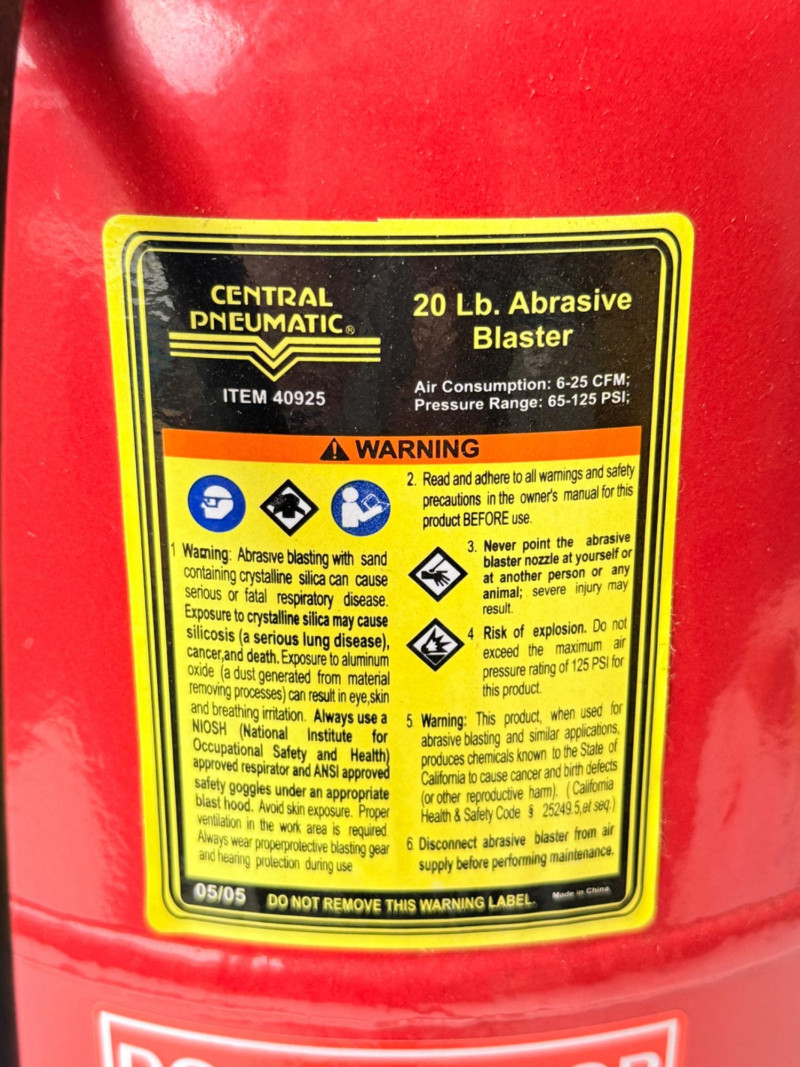 CENTRAL
PNEUMATIC®
ITEM 40925
20 Lb. Abrasive
Blaster
Air Consumption: 6-25 CFM;
Pressure Range: 65-125 PSI;
⚠ WARNING
1 Warning: Abrasive blasting with sand
containing crystalline silica can cause
serious or fatal respiratory disease.
Exposure to crystalline silica may cause
silicosis (a serious lung disease),
cancer,and death. Exposure to aluminum
oxide (a dust generated from material
removing processes) can result in eye,skin
and breathing irritation. Always use a
NIOSH (National Institute for
Occupational Safety and Health)
approved respirator and ANSI approved
safety goggles under an appropriate
blast hood. Avoid skin exposure. Proper
ventilation in the work area is required.
Always wear properprotective blasting gear
and hearing protection during use
2. Read and adhere to all warnings and safety
precautions in the owner's manual for this
product BEFORE use.
3. Never point the abrasive
blaster nozzle at yourself or
at another person or any
animal; severe injury may
result.
4 Risk of explosion. Do not
exceed the maximum air
pressure rating of 125 PSI for
this product.
5. Warning: This product, when used for
abrasive blasting and similar applications,
produces chemicals known to the State of
California to cause cancer and birth defects
(or other reproductive harm). ( California
Health & Safety Code § 25249.5,et seq.)
6. Disconnect abrasive blaster from air
supply before performing maintenance.
05/05
DO NOT REMOVE THIS WARNING LABEL.
Made in China